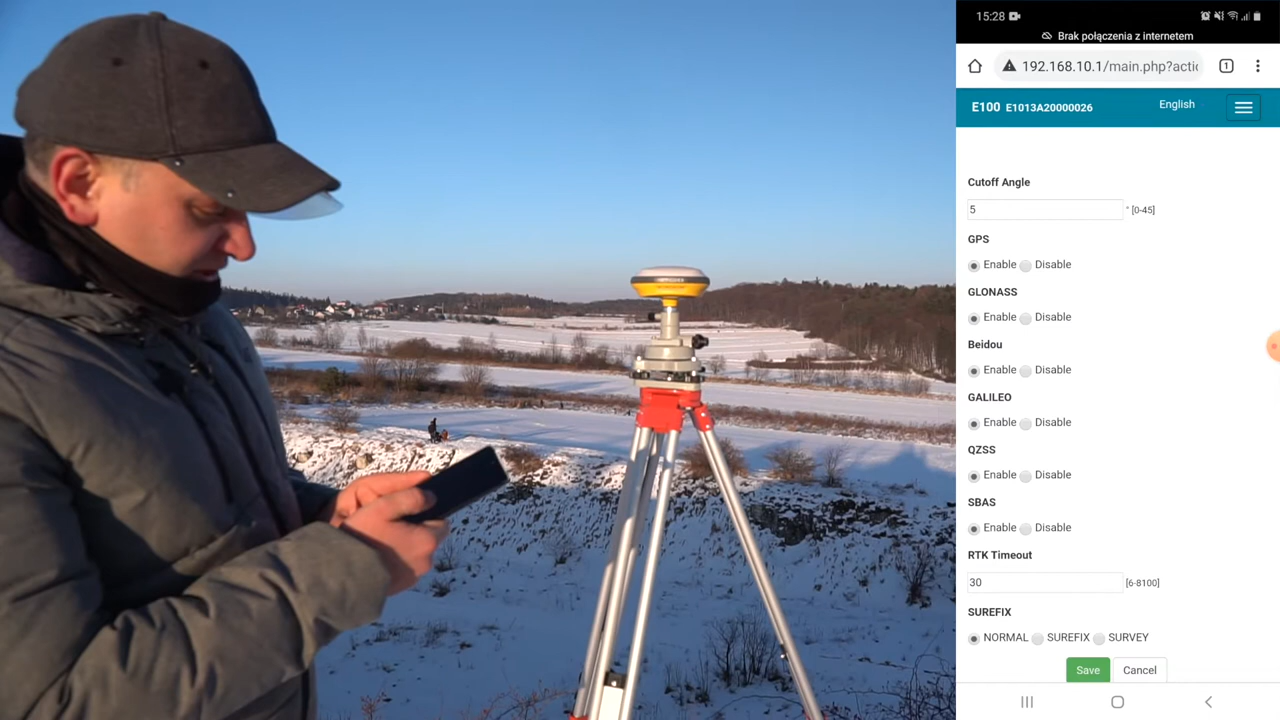 15:28
Brak połączenia z internetem
192.168.10.1/main.php?actic
1
E100 E1013A20000026
English
Cutoff Angle
5 ° [0-45]
GPS
Enable Disable
GLONASS
Enable Disable
Beidou
Enable Disable
GALILEO
Enable Disable
QZSS
Enable Disable
SBAS
Enable Disable
RTK Timeout
30 [6-8100]
SUREFIX
NORMAL SUREFIX SURVEY
Save Cancel